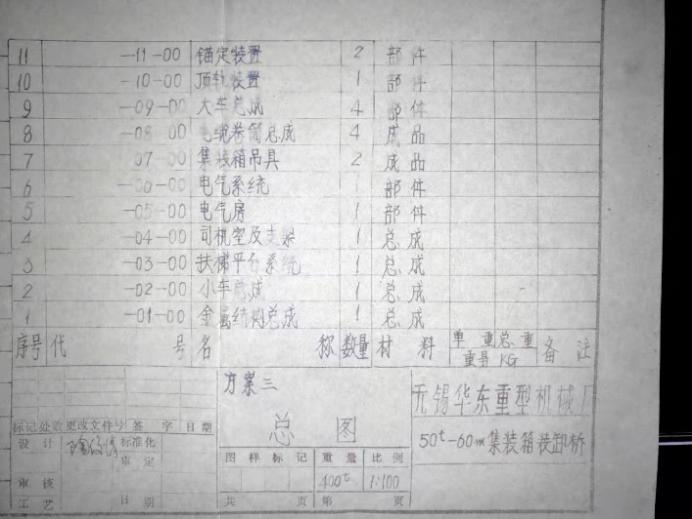 11 -11-00 锚定装置 2 部件
10 -10-00 顶轨装置 1 部件
9 -09-00 大车总成 4 部件
8 -08 00 电缆卷筒总成 4 成品
7 07 00 集装箱吊具 2 成品
6 -06-00 电气系统 1 部件
5 -05-00 电气房 1 部件
4 -04-00 司机室及支架 1 总成
3 -03-00 扶梯平台系统 1 总成
2 -02-00 小车总成 1 总成
1 -01-00 金属结构总成 1 总成
序号 代号 名称 数量 材料 单重 总重 备注
重量 KG
方案三
总图
无锡华东重型机械厂
50t-60m 集装箱装卸桥
标记 处数 更改文件号 签字 日期
设计 标准化
审定
图样标记 重量 比例
400t 1:100
审核
工艺 日期
共 页 第 页